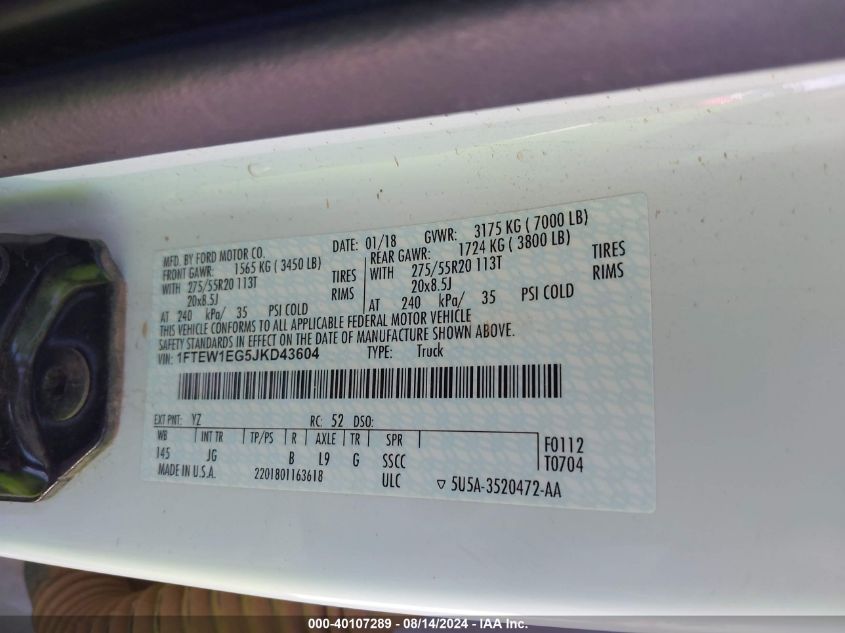 MFD. BY FORD MOTOR CO. DATE: 01/18 GVWR: 3175 KG ( 7000 LB)
FRONT GAWR: 1565 KG ( 3450 LB) REAR GAWR: 1724 KG ( 3800 LB)
WITH 275/55R20 113T TIRES WITH 275/55R20 113T TIRES
20x8.5J RIMS 20x8.5J RIMS
AT 240 kPa/ 35 PSI COLD AT 240 kPa/ 35 PSI COLD
THIS VEHICLE CONFORMS TO ALL APPLICABLE FEDERAL MOTOR VEHICLE
SAFETY STANDARDS IN EFFECT ON THE DATE OF MANUFACTURE SHOWN ABOVE.
VIN: 1FTEW1EG5JKD43604 TYPE: Truck
EXT PNT: YZ RC: 52 DSO:
WB INT TR TP/PS R AXLE TR SPR F0112
145 JG B L9 G SSCC T0704
MADE IN U.S.A. 2201801163618 ULC ▽ 5U5A-3520472-AA
000-40107289 - 08/14/2024 - IAA Inc.